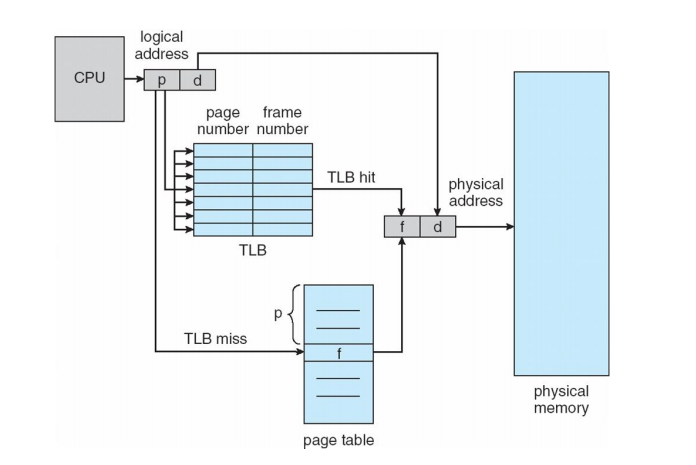 logical
address
CPU
p d
page number
frame number
TLB hit
TLB
physical
address
f d
p
TLB miss
f
page table
physical
memory